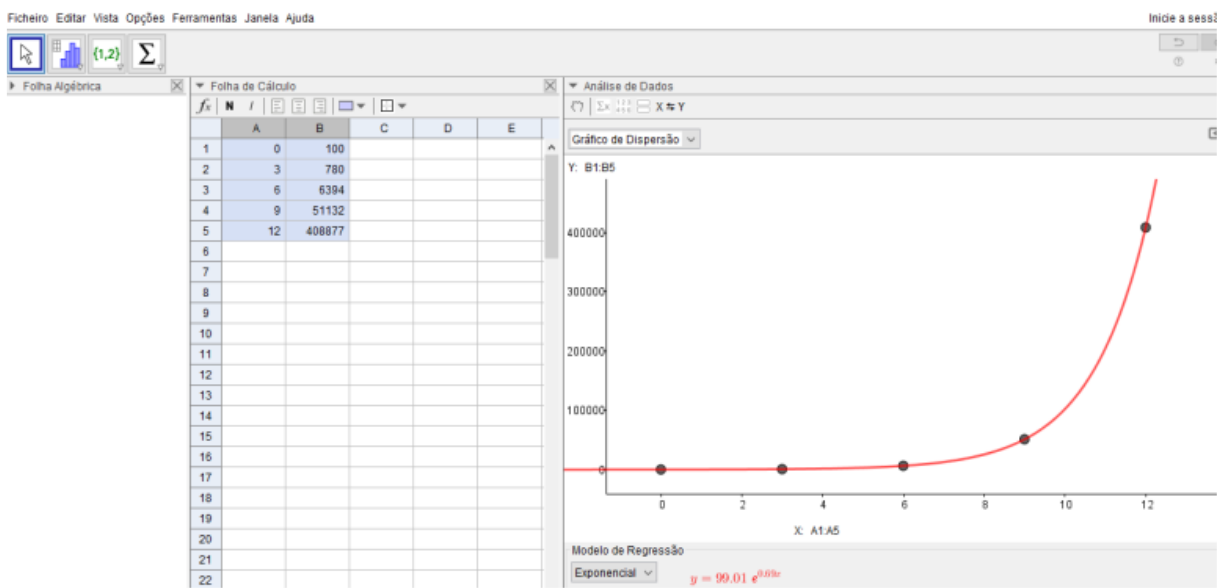 Ficheiro Editar Vista Opções Ferramentas Janela Ajuda
Inicie a sessã
{1,2} Σ
Folha Algébrica
Folha de Cálculo
Análise de Dados
fx N I
Σx X ⇆ Y
A B C D E
Gráfico de Dispersão
1 0 100
2 3 780
3 6 6394
4 9 51132
5 12 408877
6
7
8
9
10
11
12
13
14
15
16
17
18
19
20
21
22
Y: B1:B5
400000
300000
200000
100000
0
0 2 4 6 8 10 12
X: A1:A5
Modelo de Regressão
Exponencial
y = 99.01 e^0.69x